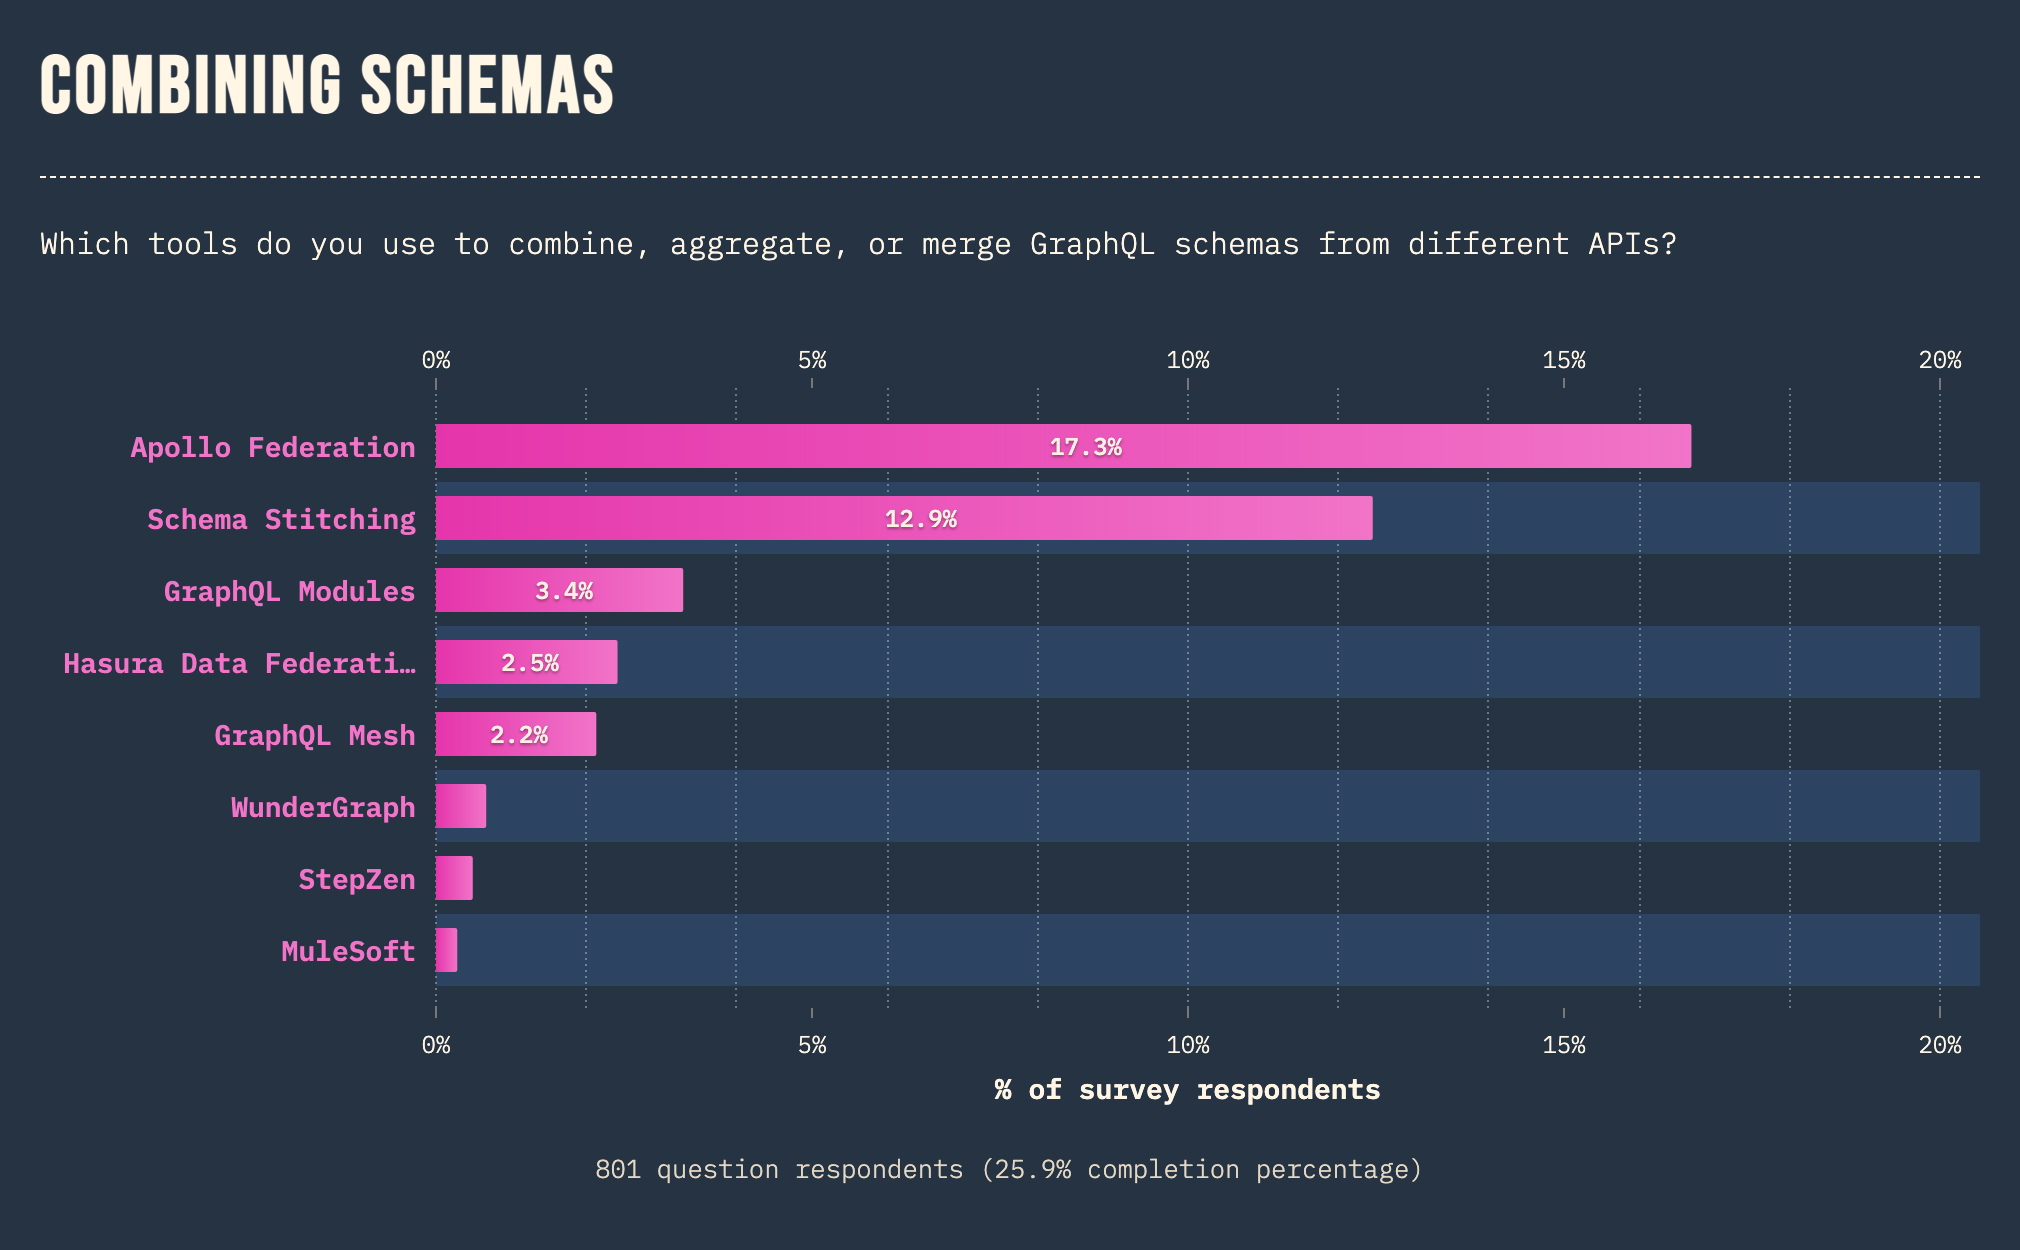 COMBINING SCHEMAS
Which tools do you use to combine, aggregate, or merge GraphQL schemas from different APIs?
0% 5% 10% 15% 20%
Apollo Federation 17.3%
Schema Stitching 12.9%
GraphQL Modules 3.4%
Hasura Data Federati… 2.5%
GraphQL Mesh 2.2%
WunderGraph
StepZen
MuleSoft
0% 5% 10% 15% 20%
% of survey respondents
801 question respondents (25.9% completion percentage)